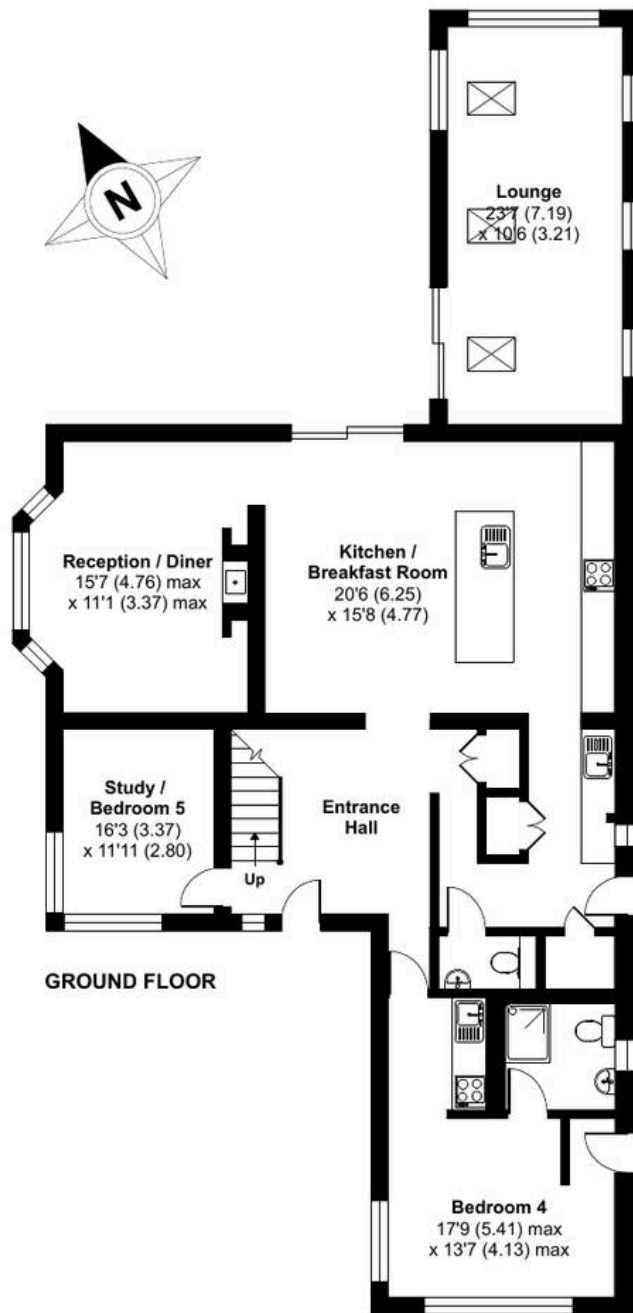 N
Lounge
23'7 (7.19)
x 10'6 (3.21)
Reception / Diner
15'7 (4.76) max
x 11'1 (3.37) max
Kitchen /
Breakfast Room
20'6 (6.25)
x 15'8 (4.77)
Study /
Bedroom 5
16'3 (3.37)
x 11'11 (2.80)
Entrance
Hall
Up
GROUND FLOOR
Bedroom 4
17'9 (5.41) max
x 13'7 (4.13) max